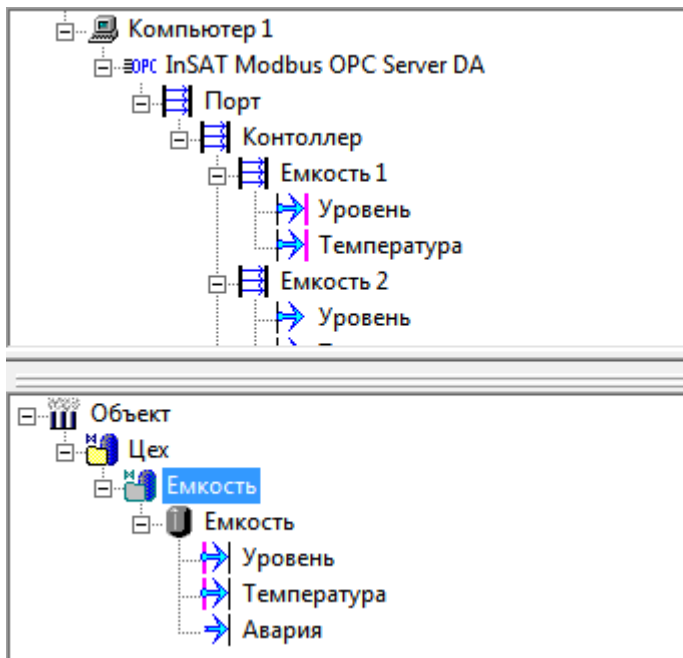 Компьютер 1
OPC InSAT Modbus OPC Server DA
Порт
Контоллер
Емкость 1
Уровень
Температура
Емкость 2
Уровень
Объект
Цех
Емкость
Емкость
Уровень
Температура
Авария